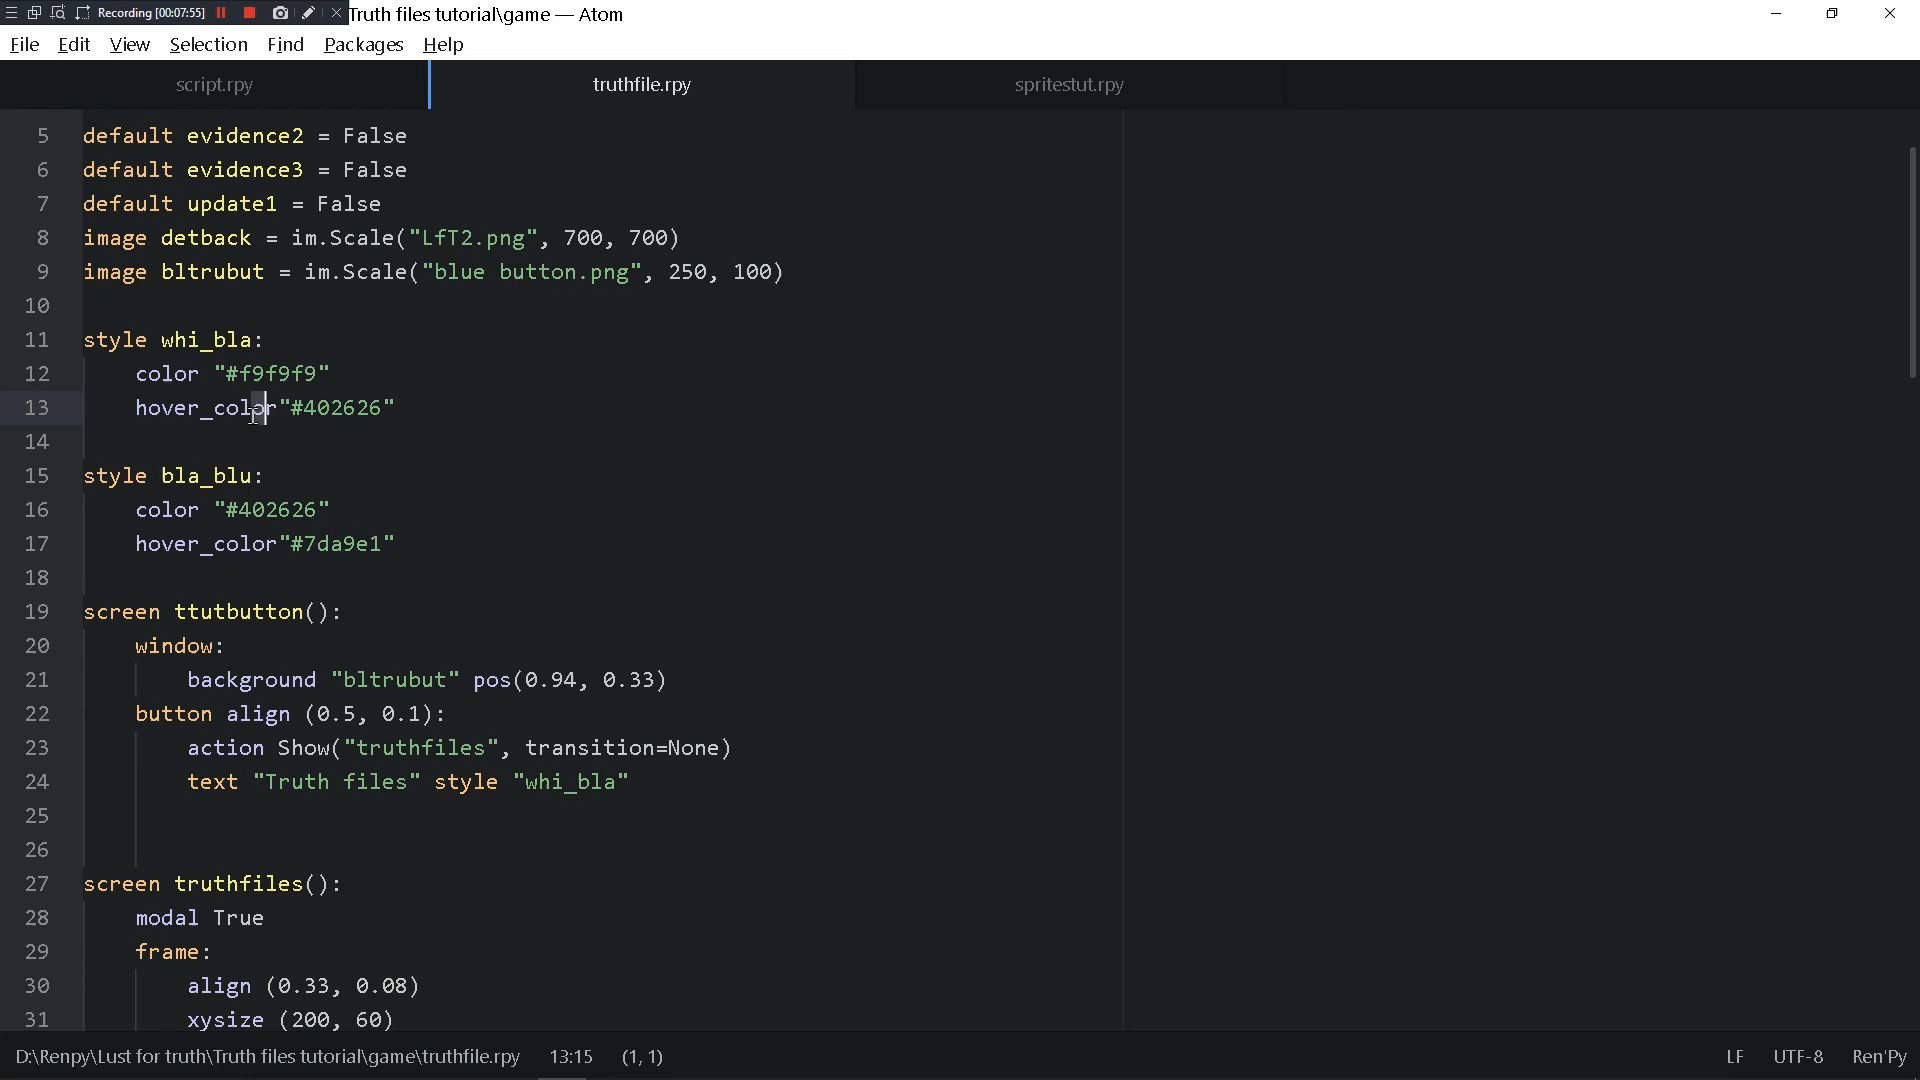 Recording [00:07:55] Truth files tutorial\game — Atom
File Edit View Selection Find Packages Help
script.rpy truthfile.rpy spritestut.rpy
5 default evidence2 = False
6 default evidence3 = False
7 default update1 = False
8 image detback = im.Scale("LfT2.png", 700, 700)
9 image bltrubut = im.Scale("blue button.png", 250, 100)
10
11 style whi_bla:
12 color "#f9f9f9"
13 hover_color"#402626"
14
15 style bla_blu:
16 color "#402626"
17 hover_color"#7da9e1"
18
19 screen ttutbutton():
20 window:
21 background "bltrubut" pos(0.94, 0.33)
22 button align (0.5, 0.1):
23 action Show("truthfiles", transition=None)
24 text "Truth files" style "whi_bla"
25
26
27 screen truthfiles():
28 modal True
29 frame:
30 align (0.33, 0.08)
31 xysize (200, 60)
D:\Renpy\Lust for truth\Truth files tutorial\game\truthfile.rpy 13:15 (1, 1) LF UTF-8 Ren'Py